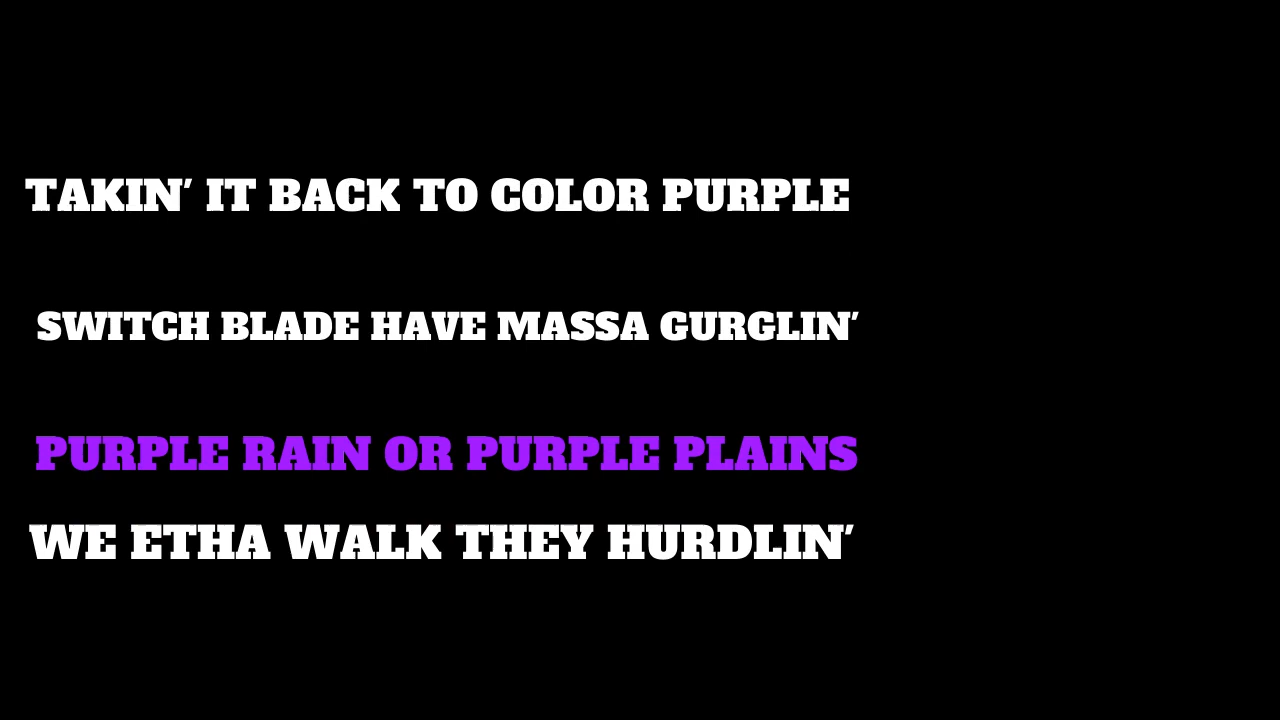 TAKIN' IT BACK TO COLOR PURPLE
SWITCH BLADE HAVE MASSA GURGLIN'
PURPLE RAIN OR PURPLE PLAINS
WE ETHA WALK THEY HURDLIN'